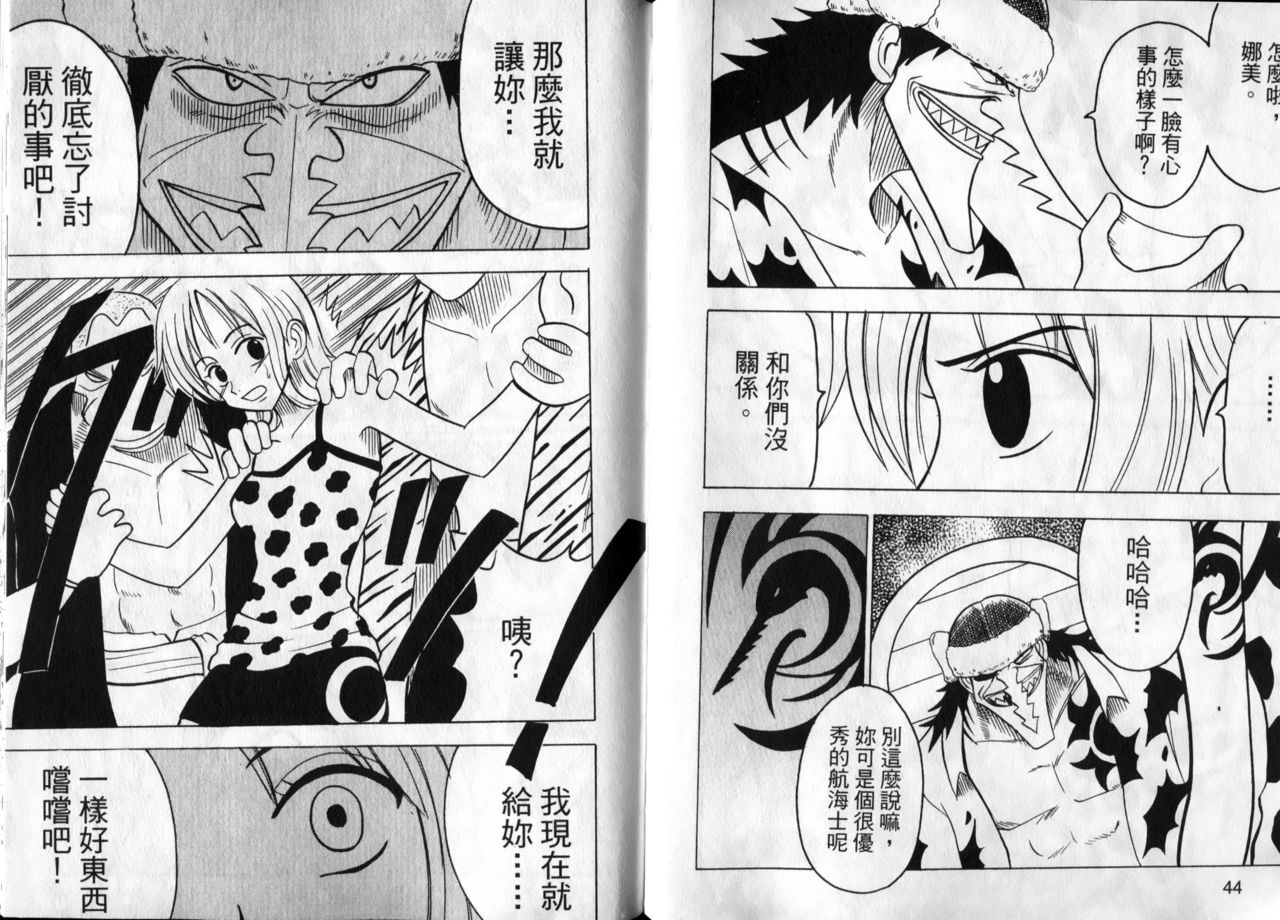 怎麼啦，
娜美。
怎麼一臉有心
事的樣子啊？
……
和你們沒
關係。
哈哈哈…
別這麼說嘛，
妳可是個很優
秀的航海士呢
44
那麼我就
讓妳…
徹底忘了討
厭的事吧！
咦？
我現在就
給妳……
一樣好東西
嚐嚐吧！